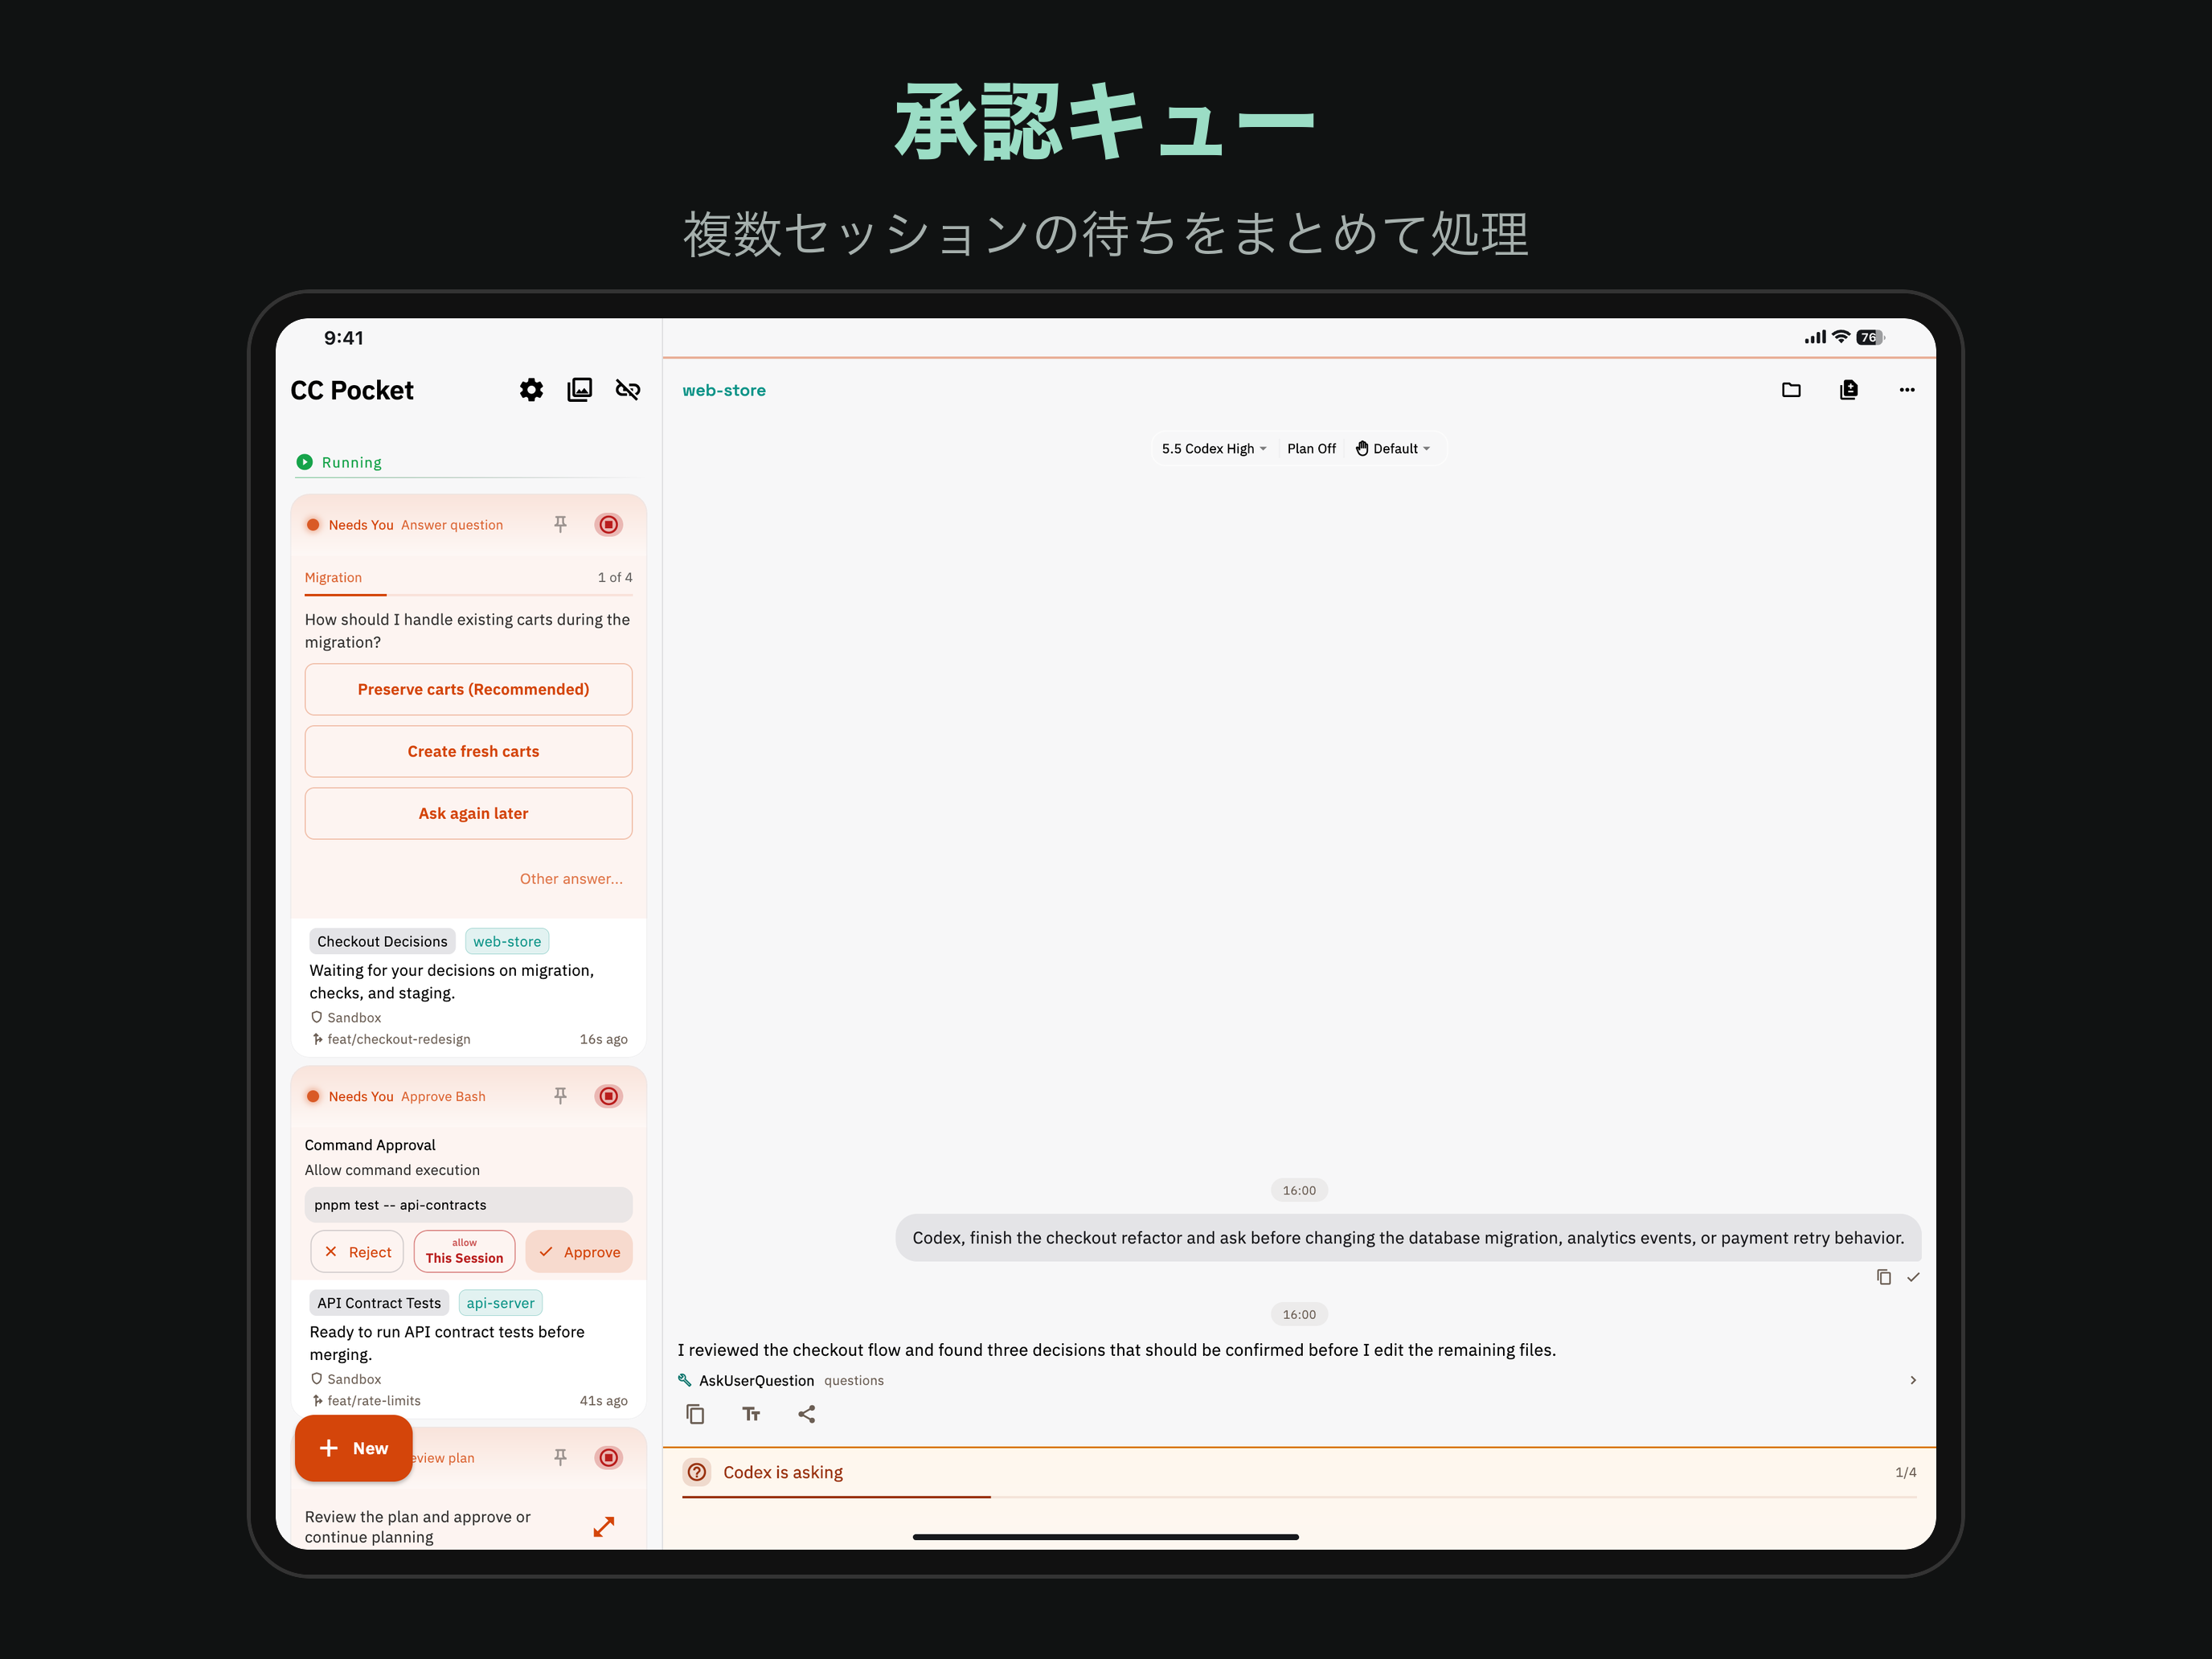 承認キュー
複数セッションの待ちをまとめて処理
9:41
76
CC Pocket
Running
Needs You Answer question
Migration 1 of 4
How should I handle existing carts during the
migration?
Preserve carts (Recommended)
Create fresh carts
Ask again later
Other answer...
Checkout Decisions web-store
Waiting for your decisions on migration,
checks, and staging.
Sandbox
feat/checkout-redesign 16s ago
Needs You Approve Bash
Command Approval
Allow command execution
pnpm test -- api-contracts
Reject
allow
This Session
Approve
API Contract Tests api-server
Ready to run API contract tests before
merging.
Sandbox
feat/rate-limits 41s ago
New
eview plan
Review the plan and approve or
continue planning
web-store
5.5 Codex High Plan Off Default
16:00
Codex, finish the checkout refactor and ask before changing the database migration, analytics events, or payment retry behavior.
16:00
I reviewed the checkout flow and found three decisions that should be confirmed before I edit the remaining files.
AskUserQuestion questions
Codex is asking 1/4